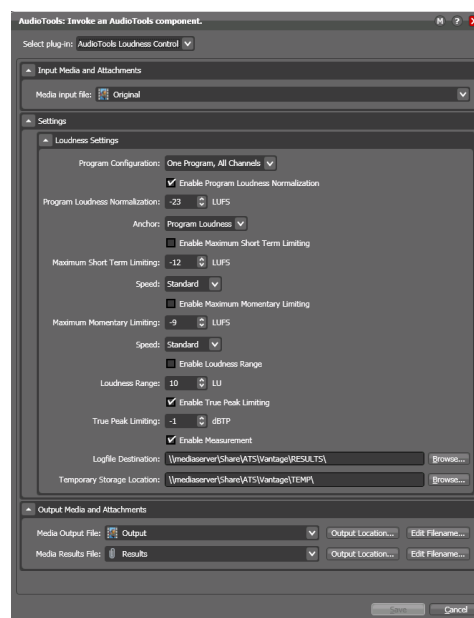 AudioTools: Invoke an AudioTools component.
M ? X
Select plug-in: AudioTools Loudness Control
Input Media and Attachments
Media input file: Original
Settings
Loudness Settings
Program Configuration: One Program, All Channels
Enable Program Loudness Normalization
Program Loudness Normalization: -23 LUFS
Anchor: Program Loudness
Enable Maximum Short Term Limiting
Maximum Short Term Limiting: -12 LUFS
Speed: Standard
Enable Maximum Momentary Limiting
Maximum Momentary Limiting: -9 LUFS
Speed: Standard
Enable Loudness Range
Loudness Range: 10 LU
Enable True Peak Limiting
True Peak Limiting: -1 dBTP
Enable Measurement
Logfile Destination: \\mediaserver\Share\ATS\Vantage\RESULTS\ Browse...
Temporary Storage Location: \\mediaserver\Share\ATS\Vantage\TEMP\ Browse...
Output Media and Attachments
Media Output File: Output Output Location... Edit Filename...
Media Results File: Results Output Location... Edit Filename...
Save Cancel